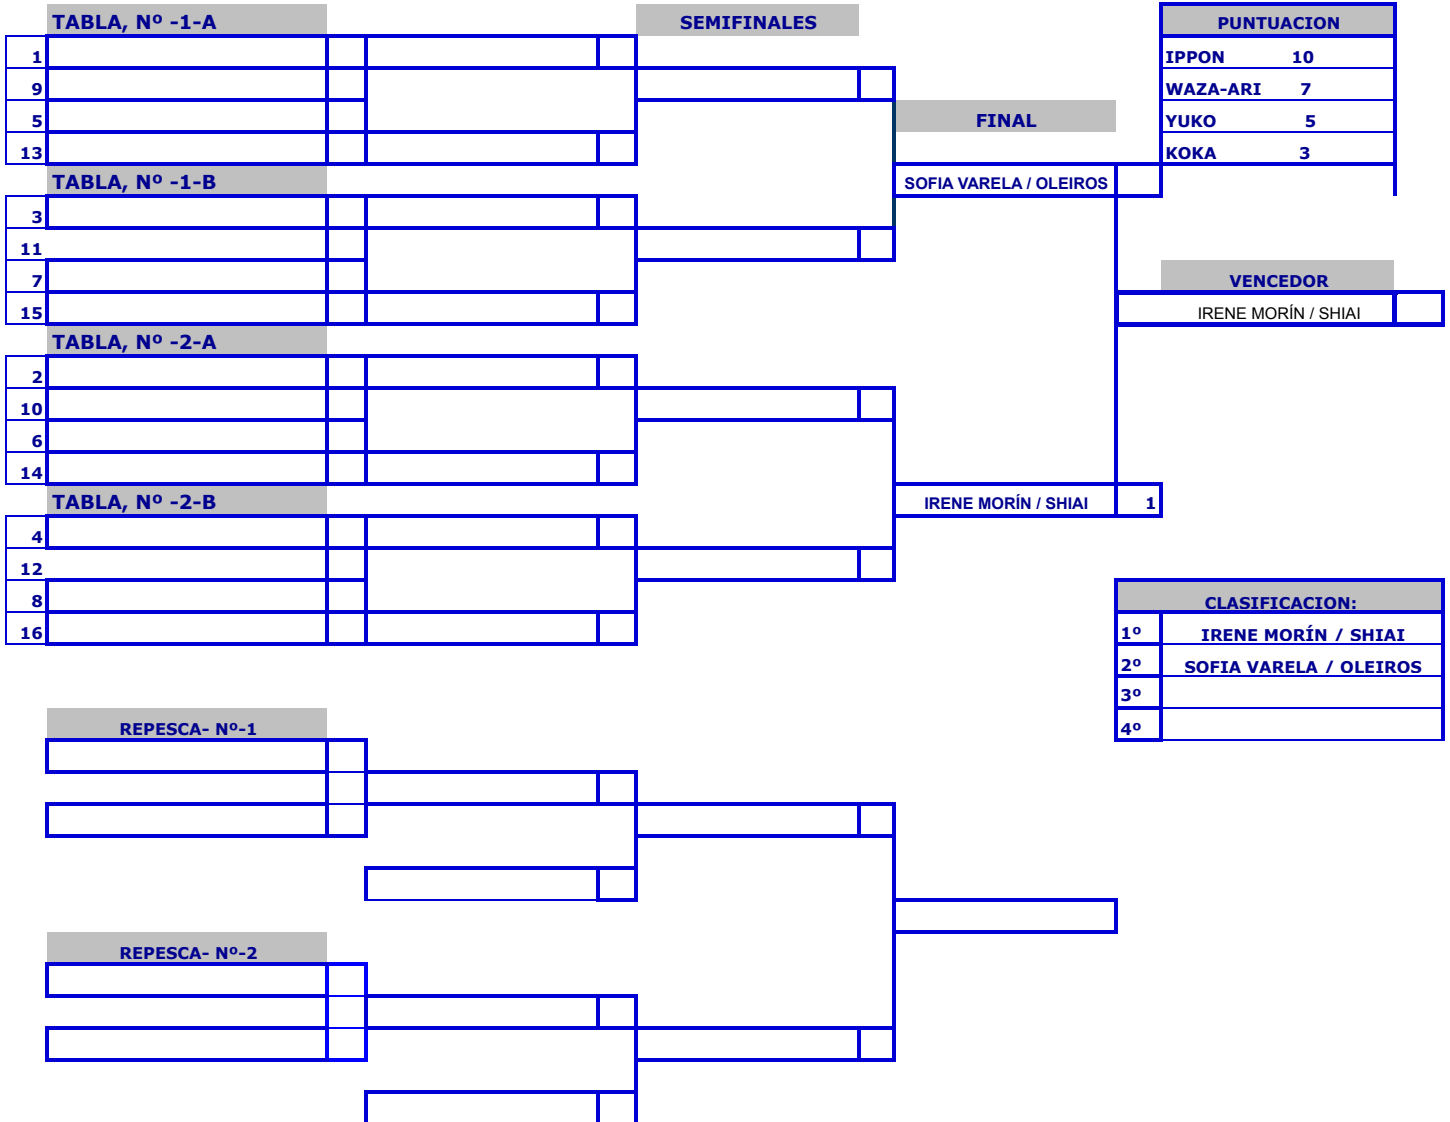 TABLA, Nº -1-A
SEMIFINALES
PUNTUACION
1
IPPON 10
9
WAZA-ARI 7
5
FINAL
YUKO 5
13
KOKA 3
TABLA, Nº -1-B
SOFIA VARELA / OLEIROS
3
11
7
VENCEDOR
15
IRENE MORÍN / SHIAI
TABLA, Nº -2-A
2
10
6
14
TABLA, Nº -2-B
IRENE MORÍN / SHIAI 1
4
12
8
CLASIFICACION:
16
1º IRENE MORÍN / SHIAI
2º SOFIA VARELA / OLEIROS
3º
4º
REPESCA- Nº-1
REPESCA- Nº-2